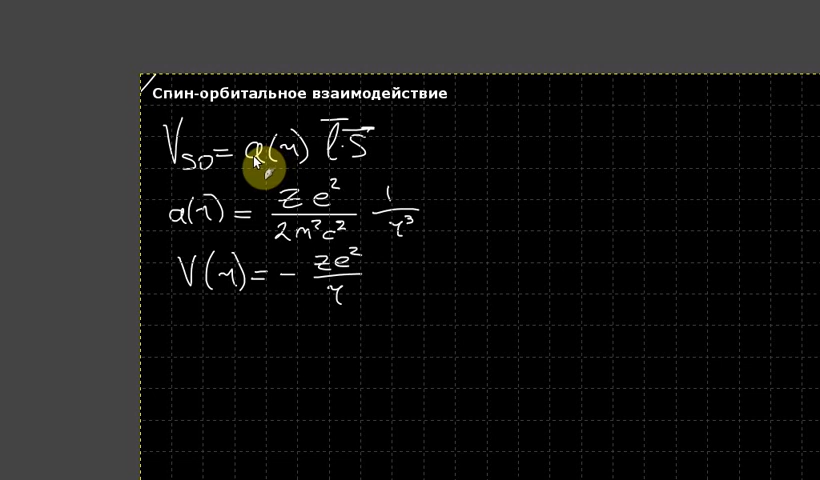 Спин-орбитальное взаимодействие
V_SO = a(r) l̅·s̅
a(r) = Ze²/2m²c² 1/r³
V(r) = - Ze²/r